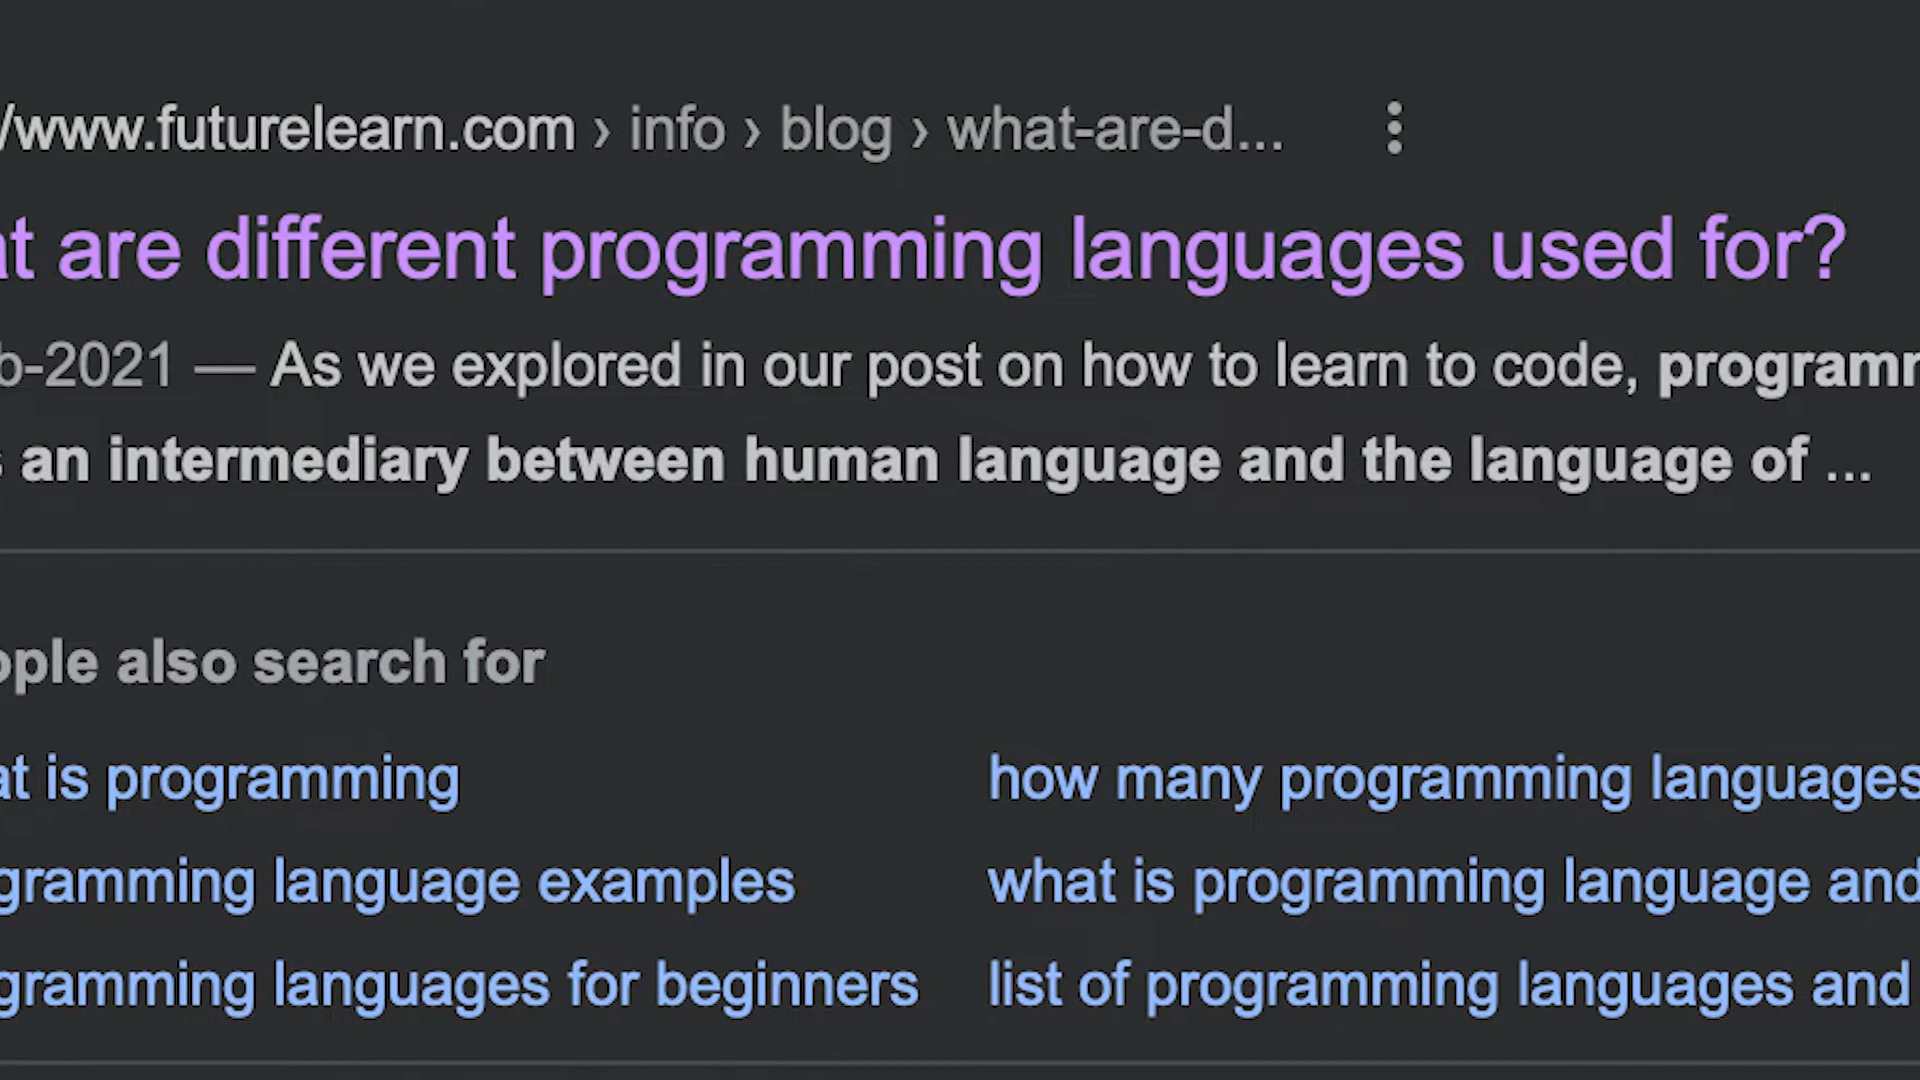 /www.futurelearn.com › info › blog › what-are-d...
at are different programming languages used for?
b-2021 — As we explored in our post on how to learn to code, programm
s an intermediary between human language and the language of ...
ople also search for
at is programming
how many programming languages
gramming language examples
what is programming language and
gramming languages for beginners
list of programming languages and